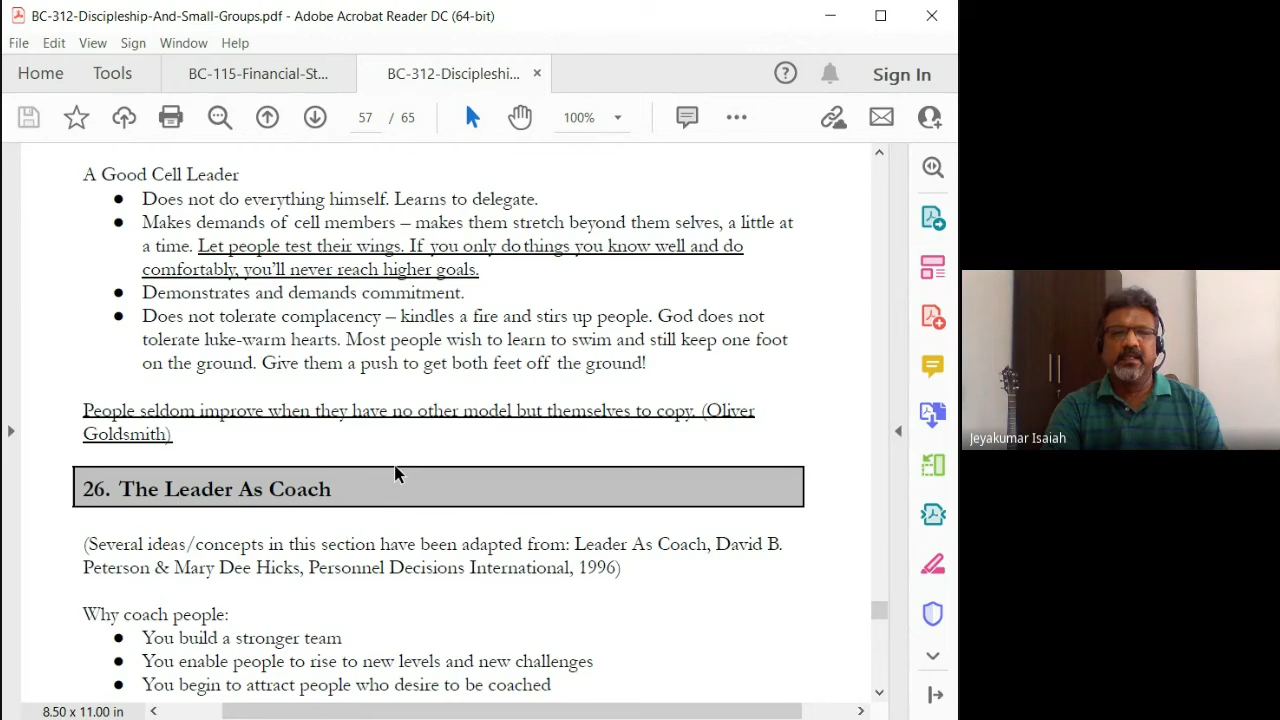 BC-312-Discipleship-And-Small-Groups.pdf - Adobe Acrobat Reader DC (64-bit)
File Edit View Sign Window Help
Home Tools BC-115-Financial-St... BC-312-Discipleshi... × Sign In
57 / 65 100%
A Good Cell Leader
● Does not do everything himself. Learns to delegate.
● Makes demands of cell members – makes them stretch beyond them selves, a little at
a time. Let people test their wings. If you only do things you know well and do
comfortably, you'll never reach higher goals.
● Demonstrates and demands commitment.
● Does not tolerate complacency – kindles a fire and stirs up people. God does not
tolerate luke-warm hearts. Most people wish to learn to swim and still keep one foot
on the ground. Give them a push to get both feet off the ground!
People seldom improve when they have no other model but themselves to copy. (Oliver
Goldsmith)
26. The Leader As Coach
(Several ideas/concepts in this section have been adapted from: Leader As Coach, David B.
Peterson & Mary Dee Hicks, Personnel Decisions International, 1996)
Why coach people:
● You build a stronger team
● You enable people to rise to new levels and new challenges
● You begin to attract people who desire to be coached
8.50 x 11.00 in
Jeyakumar Isaiah